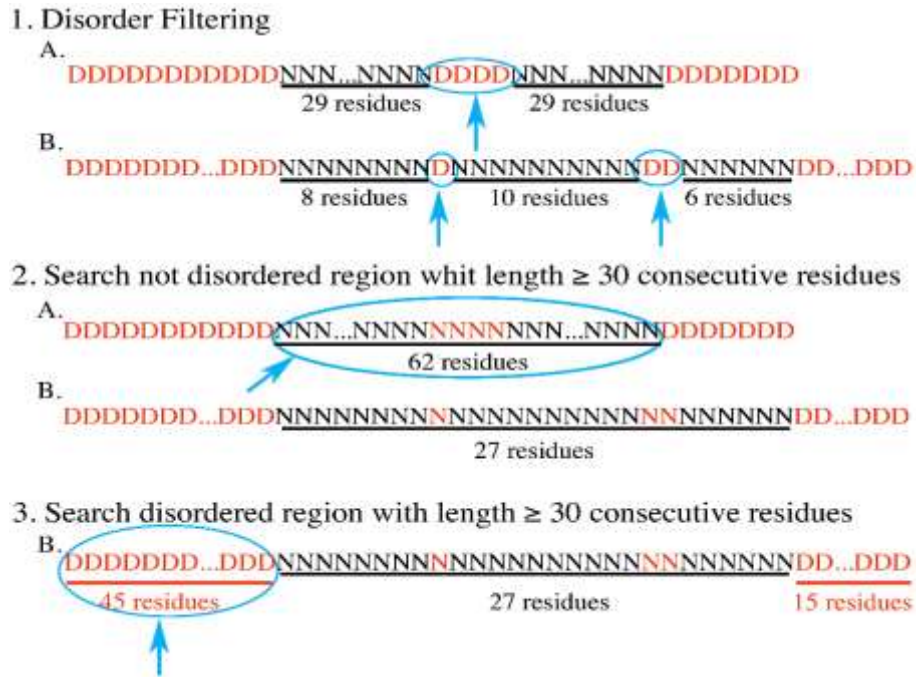 1. Disorder Filtering
A.
DDDDDDDDDDDNNN...NNNNDDDDNNN...NNNNDDDDDDD
29 residues 29 residues
B.
DDDDDDD...DDDNNNNNNNNDNNNNNNNNNNDDNNNNNNDD...DDD
8 residues 10 residues 6 residues
2. Search not disordered region whit length ≥ 30 consecutive residues
A.
DDDDDDDDDDDNNN...NNNNNNNNNNN...NNNNDDDDDDD
62 residues
B.
DDDDDDD...DDDNNNNNNNNNNNNNNNNNNNNNNNNNNNDD...DDD
27 residues
3. Search disordered region with length ≥ 30 consecutive residues
B.
DDDDDDD...DDDNNNNNNNNNNNNNNNNNNNNNNNNNNNDD...DDD
45 residues 27 residues 15 residues